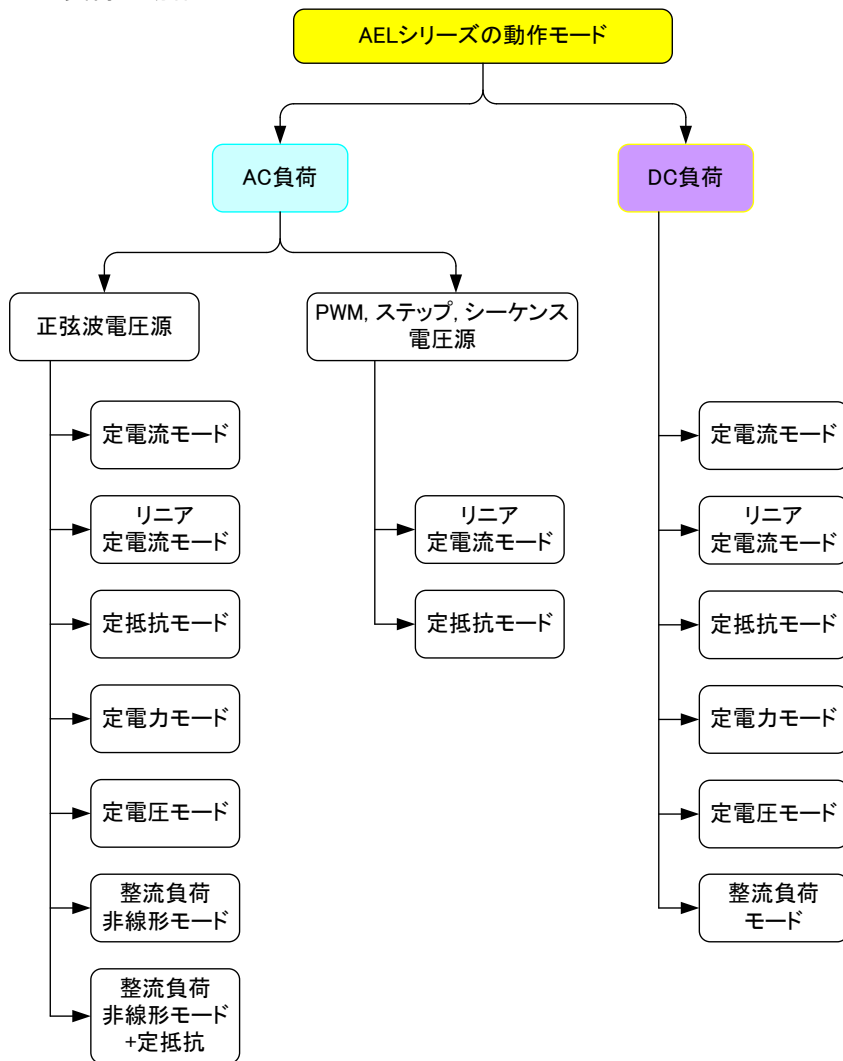 AELシリーズの動作モード
AC負荷
DC負荷
正弦波電圧源
PWM, ステップ, シーケンス
電圧源
定電流モード
リニア
定電流モード
定抵抗モード
定電力モード
定電圧モード
整流負荷
非線形モード
整流負荷
非線形モード
+定抵抗
リニア
定電流モード
定抵抗モード
定電流モード
リニア
定電流モード
定抵抗モード
定電力モード
定電圧モード
整流負荷
モード